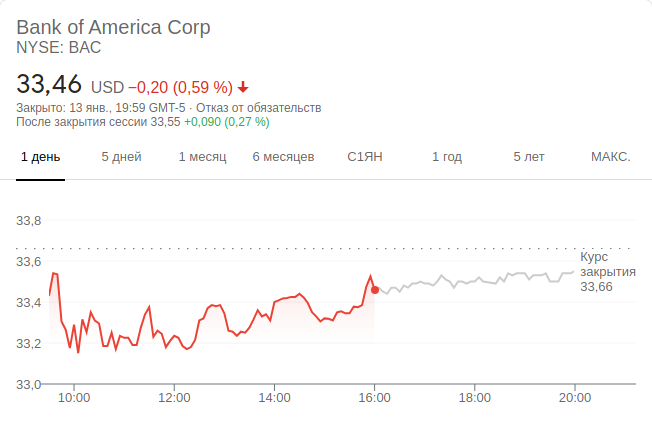 Bank of America Corp
NYSE: BAC
33,46 USD −0,20 (0,59 %)
Закрыто: 13 янв., 19:59 GMT-5 · Отказ от обязательств
После закрытия сессии 33,55 +0,090 (0,27 %)
1 день 5 дней 1 месяц 6 месяцев С1ЯН 1 год 5 лет МАКС.
33,8
33,6
33,4
33,2
33,0
Курс
закрытия
33,66
10:00 12:00 14:00 16:00 18:00 20:00